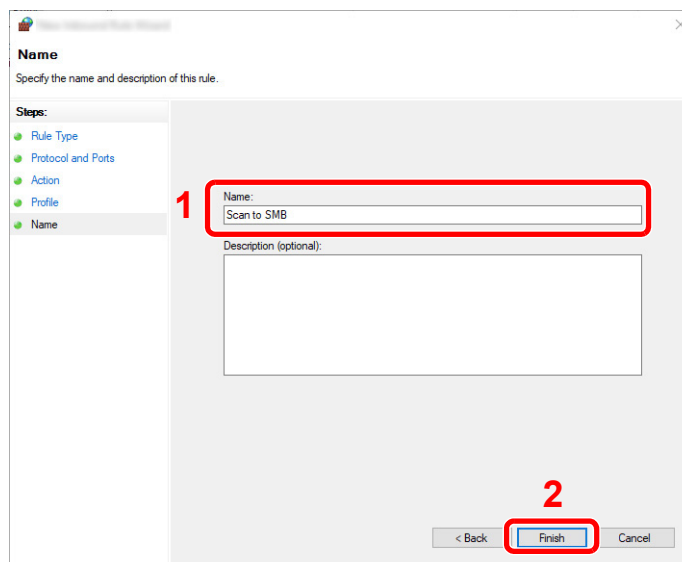 Name
Specify the name and description of this rule.
Steps:
Rule Type
Protocol and Ports
Action
Profile
Name
1
Name:
Scan to SMB
Description (optional):
2
< Back
Finish
Cancel